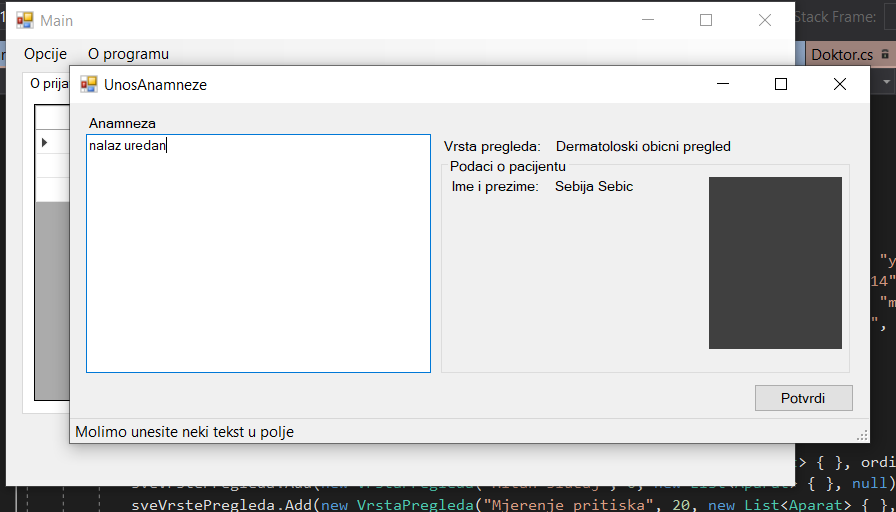 Main
Stack Frame:
Opcije O programu
Doktor.cs
O prija
UnosAnamneze
Anamneza
nalaz uredan
Vrsta pregleda: Dermatoloski obicni pregled
Podaci o pacijentu
Ime i prezime: Sebija Sebic
"y
14"
"m
",
Potvrdi
Molimo unesite neki tekst u polje
> { }, ordi
{ }, null)
sveVrstePregleda.Add(new VrstaPregleda("Mjerenje pritiska", 20, new List<Aparat> { },